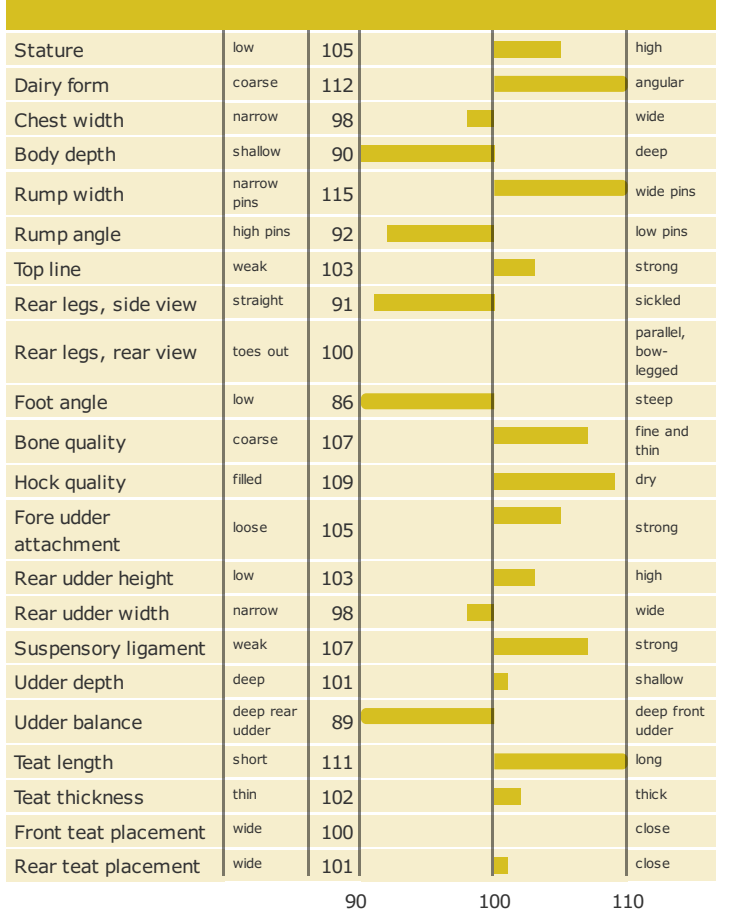 Stature low 105 high
Dairy form coarse 112 angular
Chest width narrow 98 wide
Body depth shallow 90 deep
Rump width narrow pins 115 wide pins
Rump angle high pins 92 low pins
Top line weak 103 strong
Rear legs, side view straight 91 sickled
Rear legs, rear view toes out 100 parallel, bow-legged
Foot angle low 86 steep
Bone quality coarse 107 fine and thin
Hock quality filled 109 dry
Fore udder attachment loose 105 strong
Rear udder height low 103 high
Rear udder width narrow 98 wide
Suspensory ligament weak 107 strong
Udder depth deep 101 shallow
Udder balance deep rear udder 89 deep front udder
Teat length short 111 long
Teat thickness thin 102 thick
Front teat placement wide 100 close
Rear teat placement wide 101 close
90 100 110